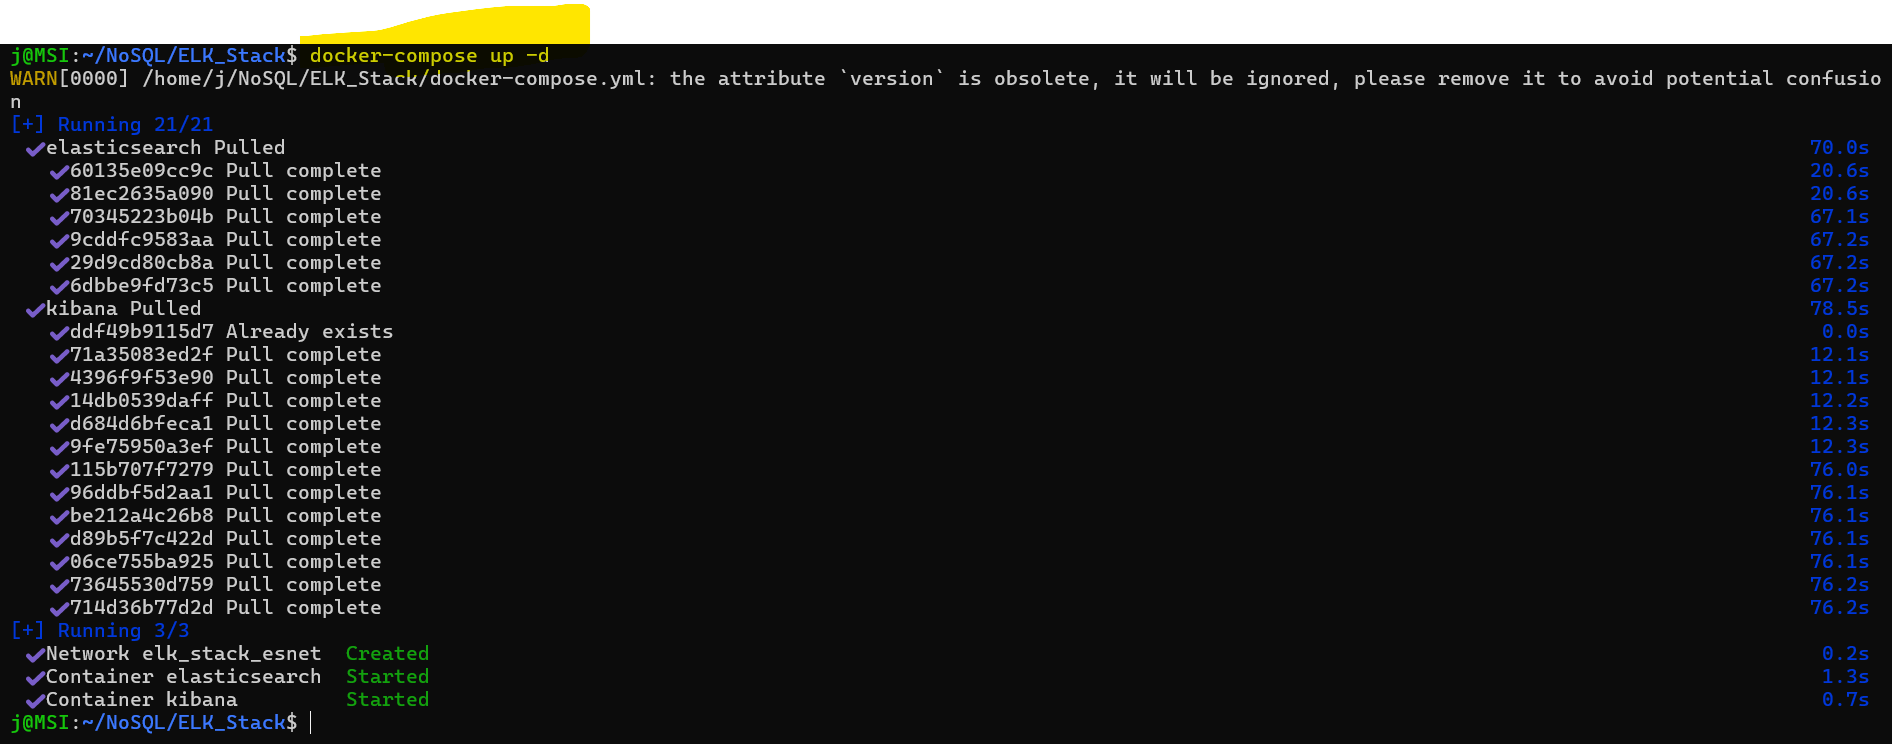 j@MSI:~/NoSQL/ELK_Stack$ docker-compose up -d
WARN[0000] /home/j/NoSQL/ELK_Stack/docker-compose.yml: the attribute `version` is obsolete, it will be ignored, please remove it to avoid potential confusio
n
[+] Running 21/21
✔elasticsearch Pulled 70.0s
✔60135e09cc9c Pull complete 20.6s
✔81ec2635a090 Pull complete 20.6s
✔70345223b04b Pull complete 67.1s
✔9cddfc9583aa Pull complete 67.2s
✔29d9cd80cb8a Pull complete 67.2s
✔6dbbe9fd73c5 Pull complete 67.2s
✔kibana Pulled 78.5s
✔ddf49b9115d7 Already exists 0.0s
✔71a35083ed2f Pull complete 12.1s
✔4396f9f53e90 Pull complete 12.1s
✔14db0539daff Pull complete 12.2s
✔d684d6bfeca1 Pull complete 12.3s
✔9fe75950a3ef Pull complete 12.3s
✔115b707f7279 Pull complete 76.0s
✔96ddbf5d2aa1 Pull complete 76.1s
✔be212a4c26b8 Pull complete 76.1s
✔d89b5f7c422d Pull complete 76.1s
✔06ce755ba925 Pull complete 76.1s
✔73645530d759 Pull complete 76.2s
✔714d36b77d2d Pull complete 76.2s
[+] Running 3/3
✔Network elk_stack_esnet Created 0.2s
✔Container elasticsearch Started 1.3s
✔Container kibana Started 0.7s
j@MSI:~/NoSQL/ELK_Stack$